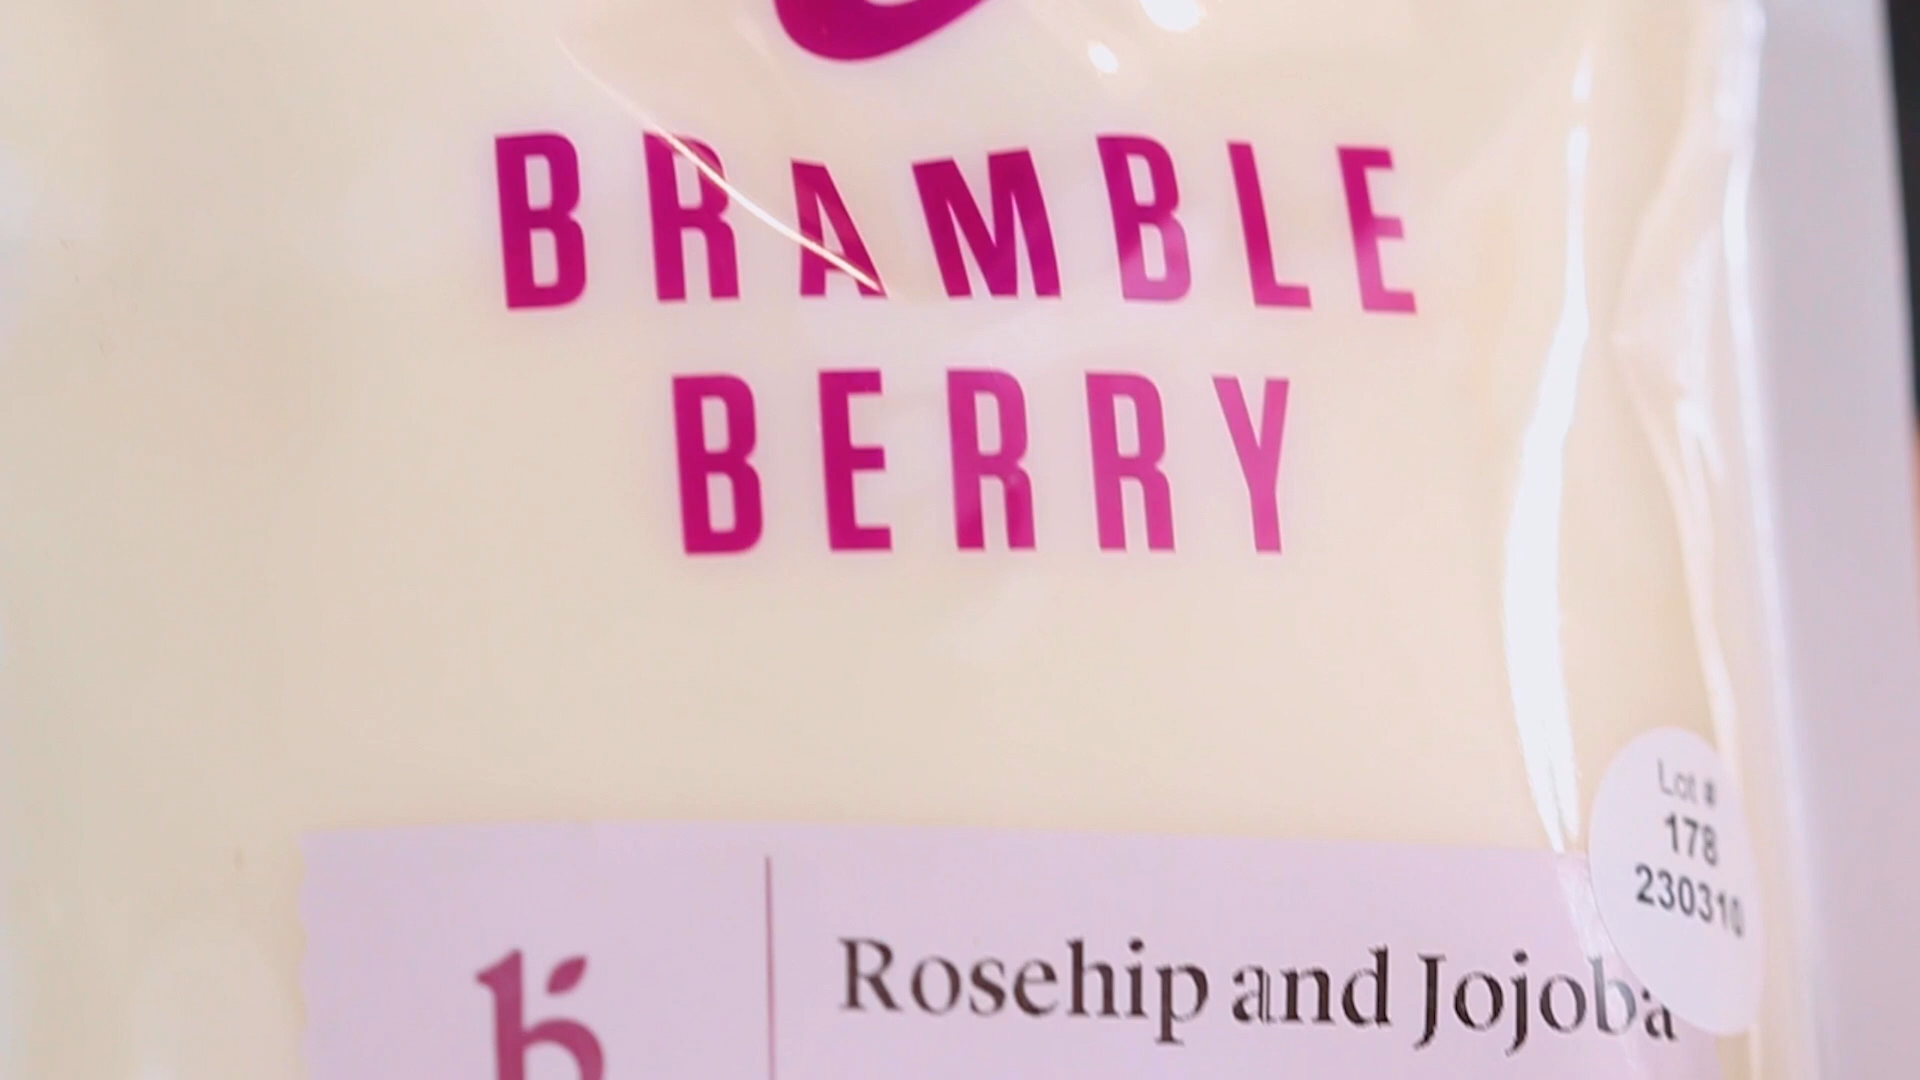 BRAMBLE
BERRY
Lot #
178
230310
b
Rosehip and Jojoba